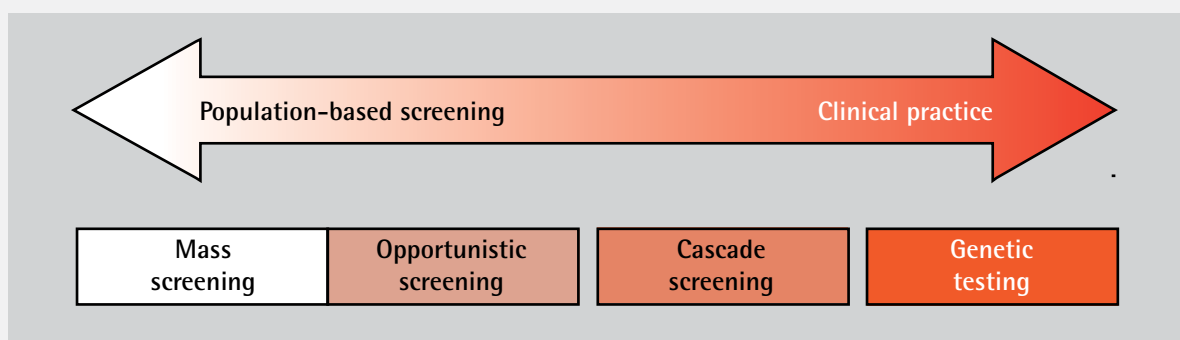 Population-based screening
Clinical practice
Mass
screening
Opportunistic
screening
Cascade
screening
Genetic
testing